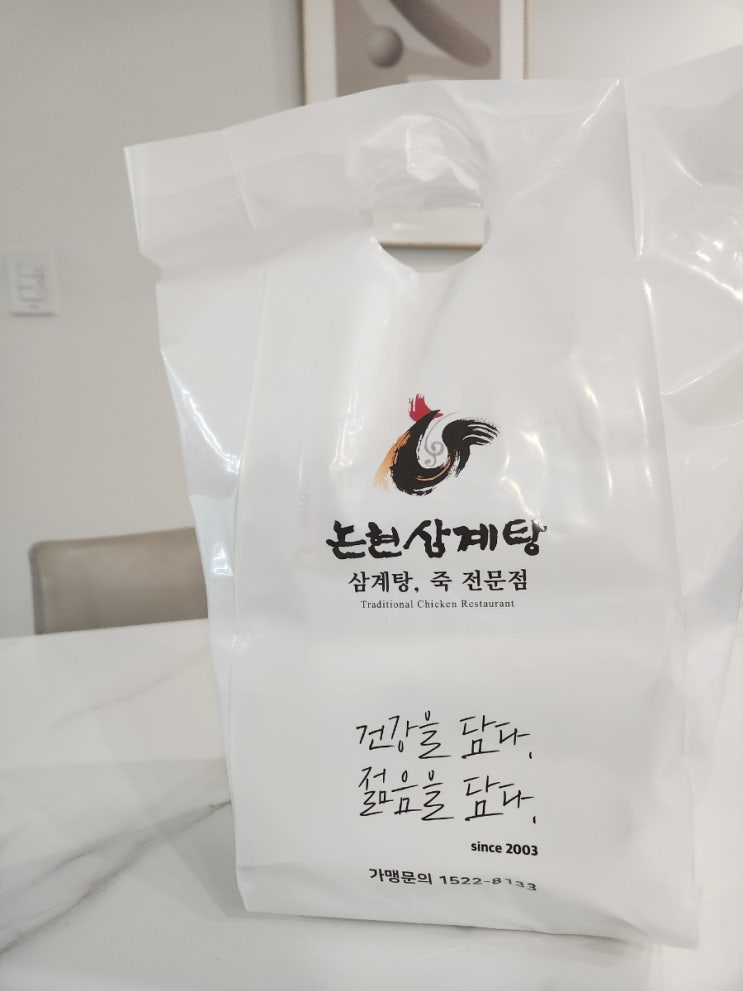 논현삼계탕
삼계탕, 죽 전문점
Traditional Chicken Restaurant
건강을 담다.
젊음을 담다.
since 2003
가맹문의 1522-8133